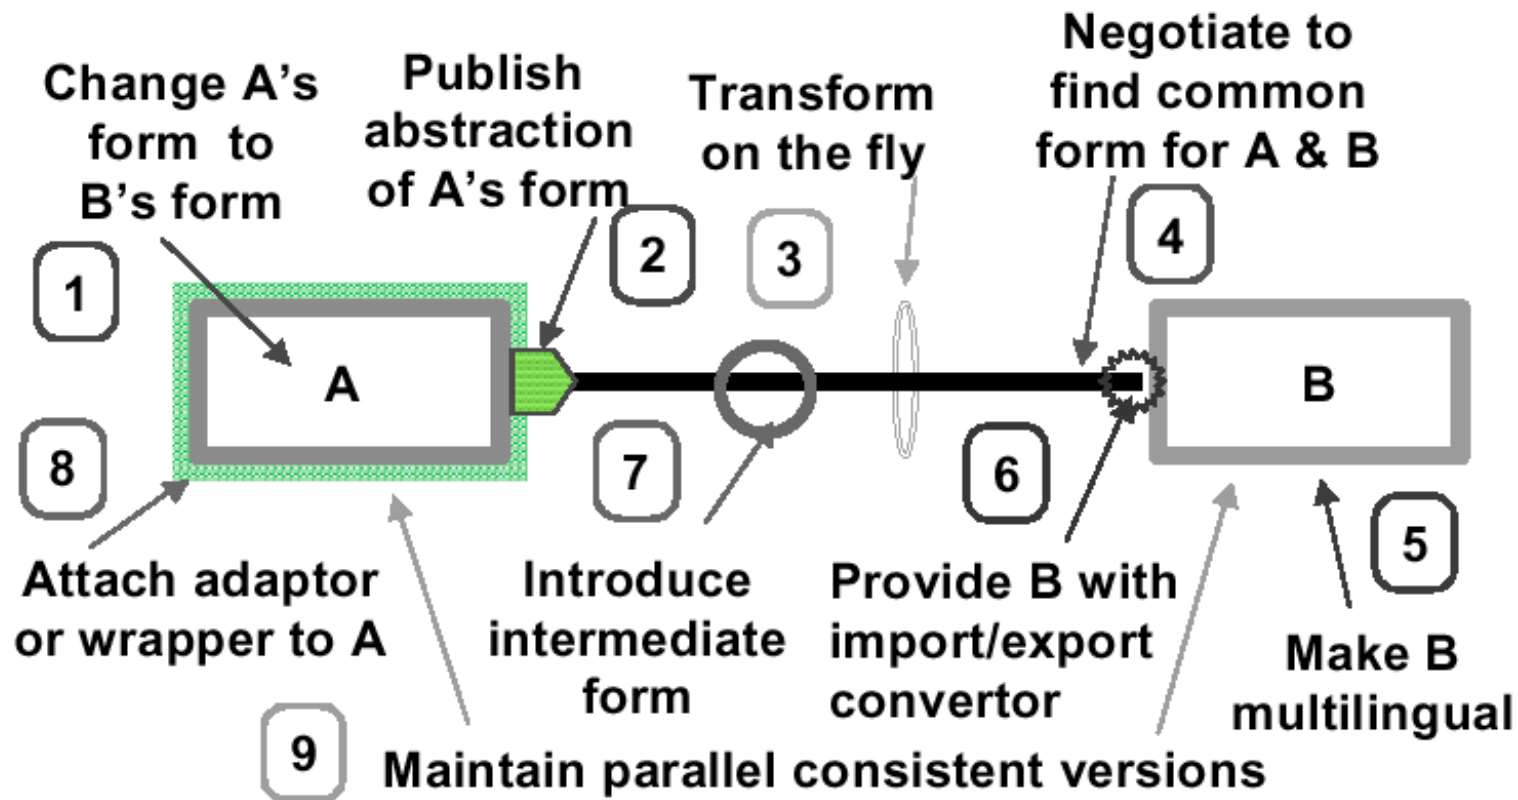 Change A's
form to
B's form
1
Publish
abstraction
of A's form
2
Transform
on the fly
3
Negotiate to
find common
form for A & B
4
A
B
8
Attach adaptor
or wrapper to A
7
Introduce
intermediate
form
6
Provide B with
import/export
convertor
5
Make B
multilingual
9
Maintain parallel consistent versions